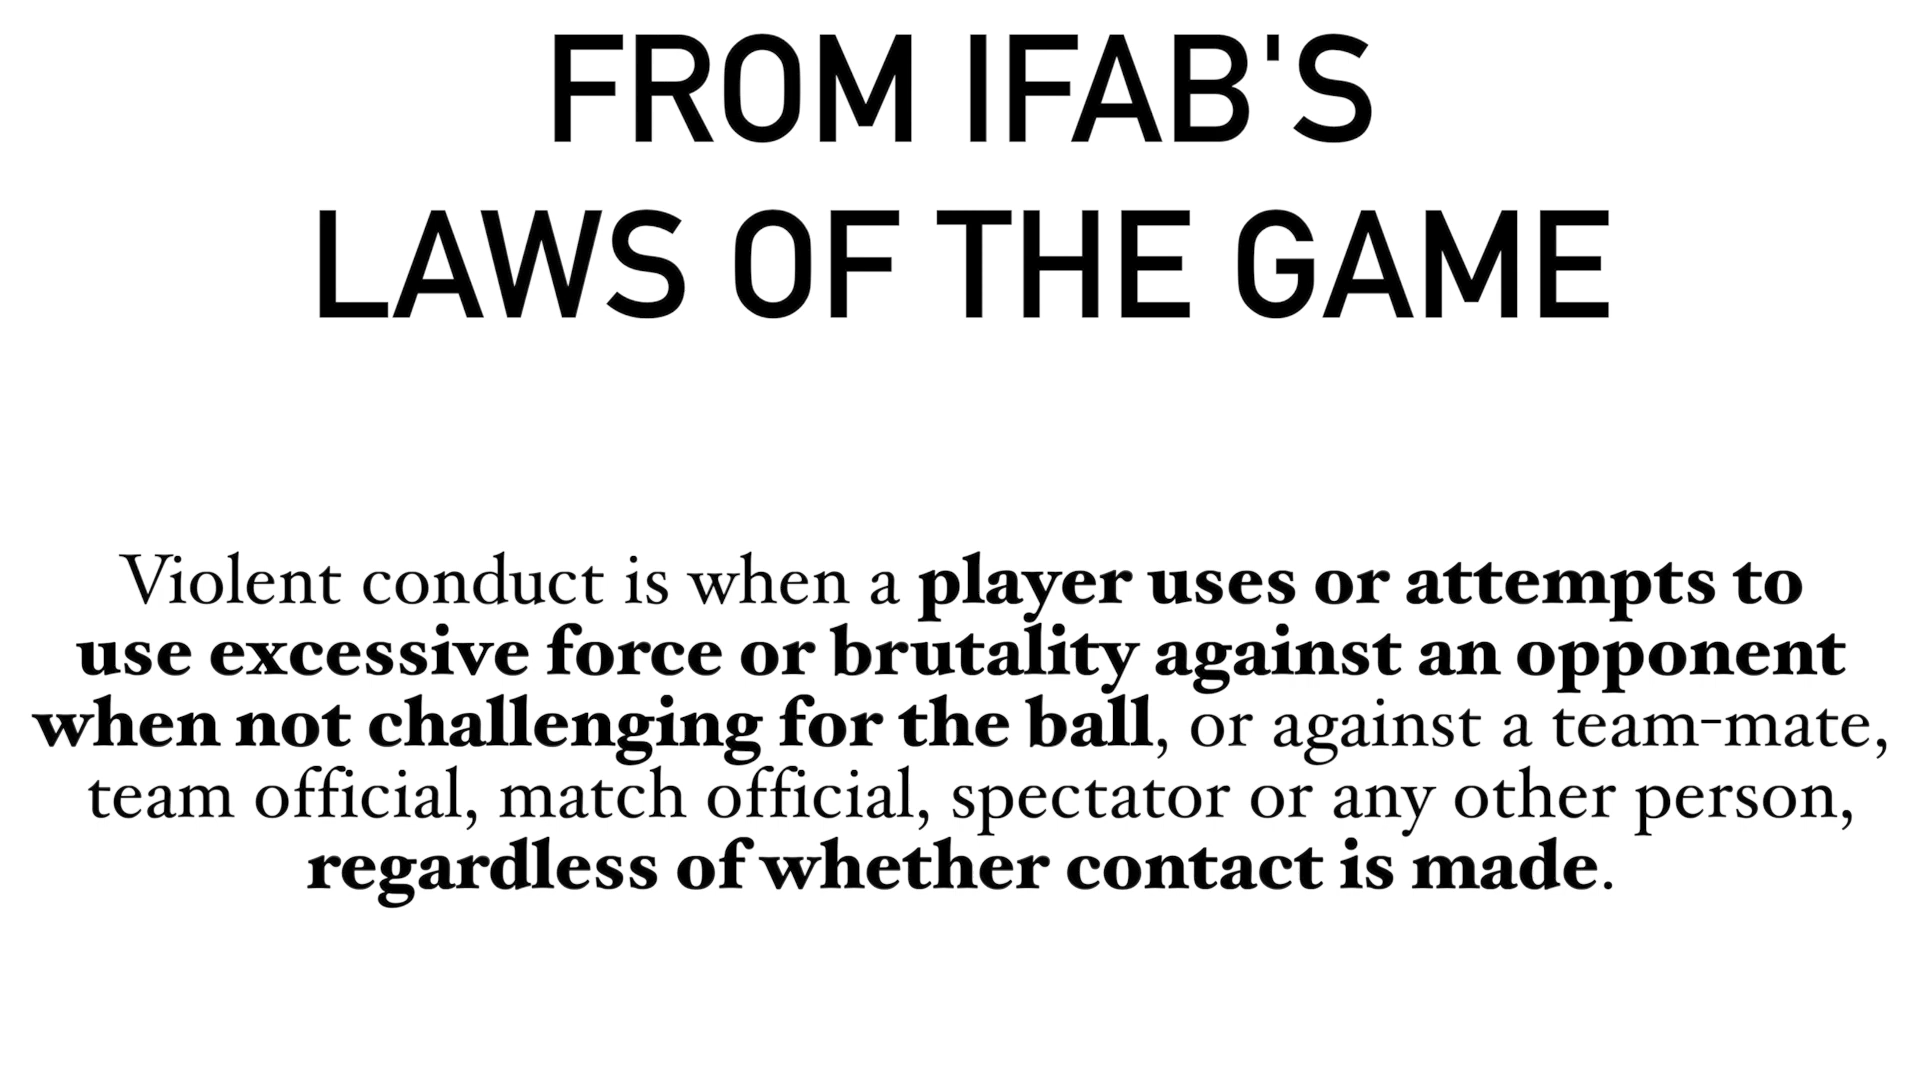 FROM IFAB'S
LAWS OF THE GAME
Violent conduct is when a player uses or attempts to
use excessive force or brutality against an opponent
when not challenging for the ball, or against a team-mate,
team official, match official, spectator or any other person,
regardless of whether contact is made.